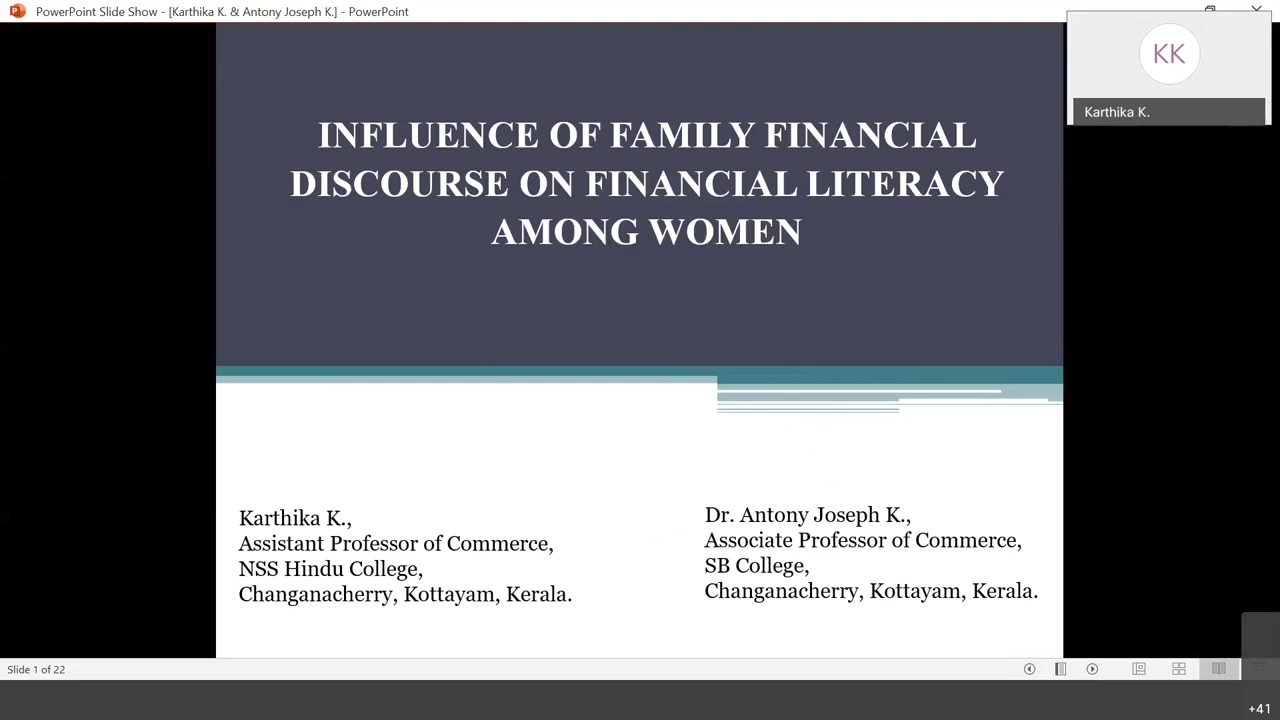 PowerPoint Slide Show - [Karthika K. & Antony Joseph K.] - PowerPoint
KK
Karthika K.
INFLUENCE OF FAMILY FINANCIAL
DISCOURSE ON FINANCIAL LITERACY
AMONG WOMEN
Karthika K.,
Assistant Professor of Commerce,
NSS Hindu College,
Changanacherry, Kottayam, Kerala.
Dr. Antony Joseph K.,
Associate Professor of Commerce,
SB College,
Changanacherry, Kottayam, Kerala.
Slide 1 of 22
+41